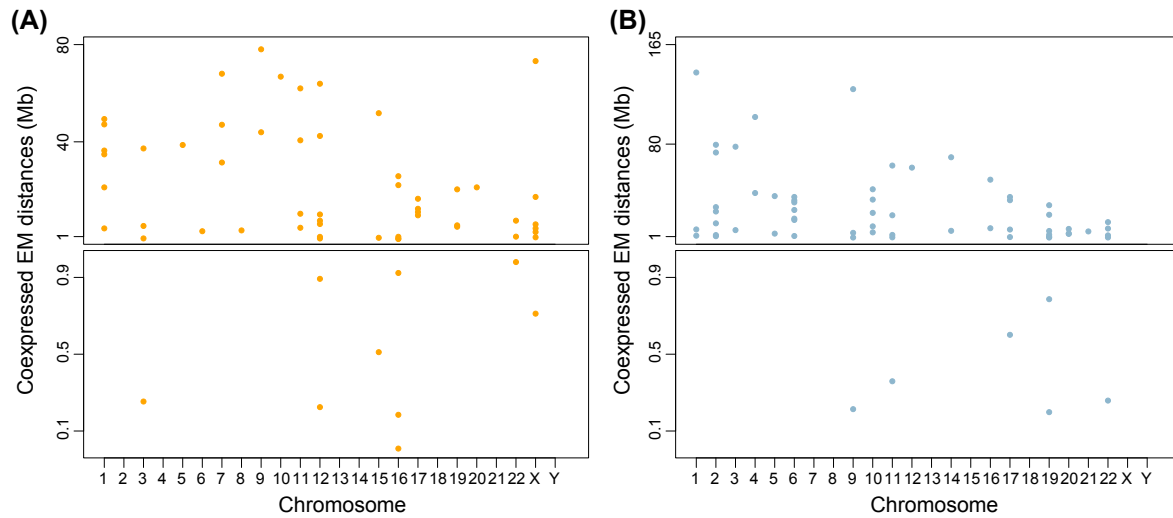 (A)
Coexpressed EM distances (Mb)
80
40
1
0.9
0.5
0.1
1 2 3 4 5 6 7 8 9 10 11 12 13 14 15 16 17 19 20 22 X Y
Chromosome
(B)
Coexpressed EM distances (Mb)
165
80
1
0.9
0.5
0.1
1 2 3 4 5 6 7 8 9 10 11 12 13 14 15 16 17 19 20 21 22 X Y
Chromosome